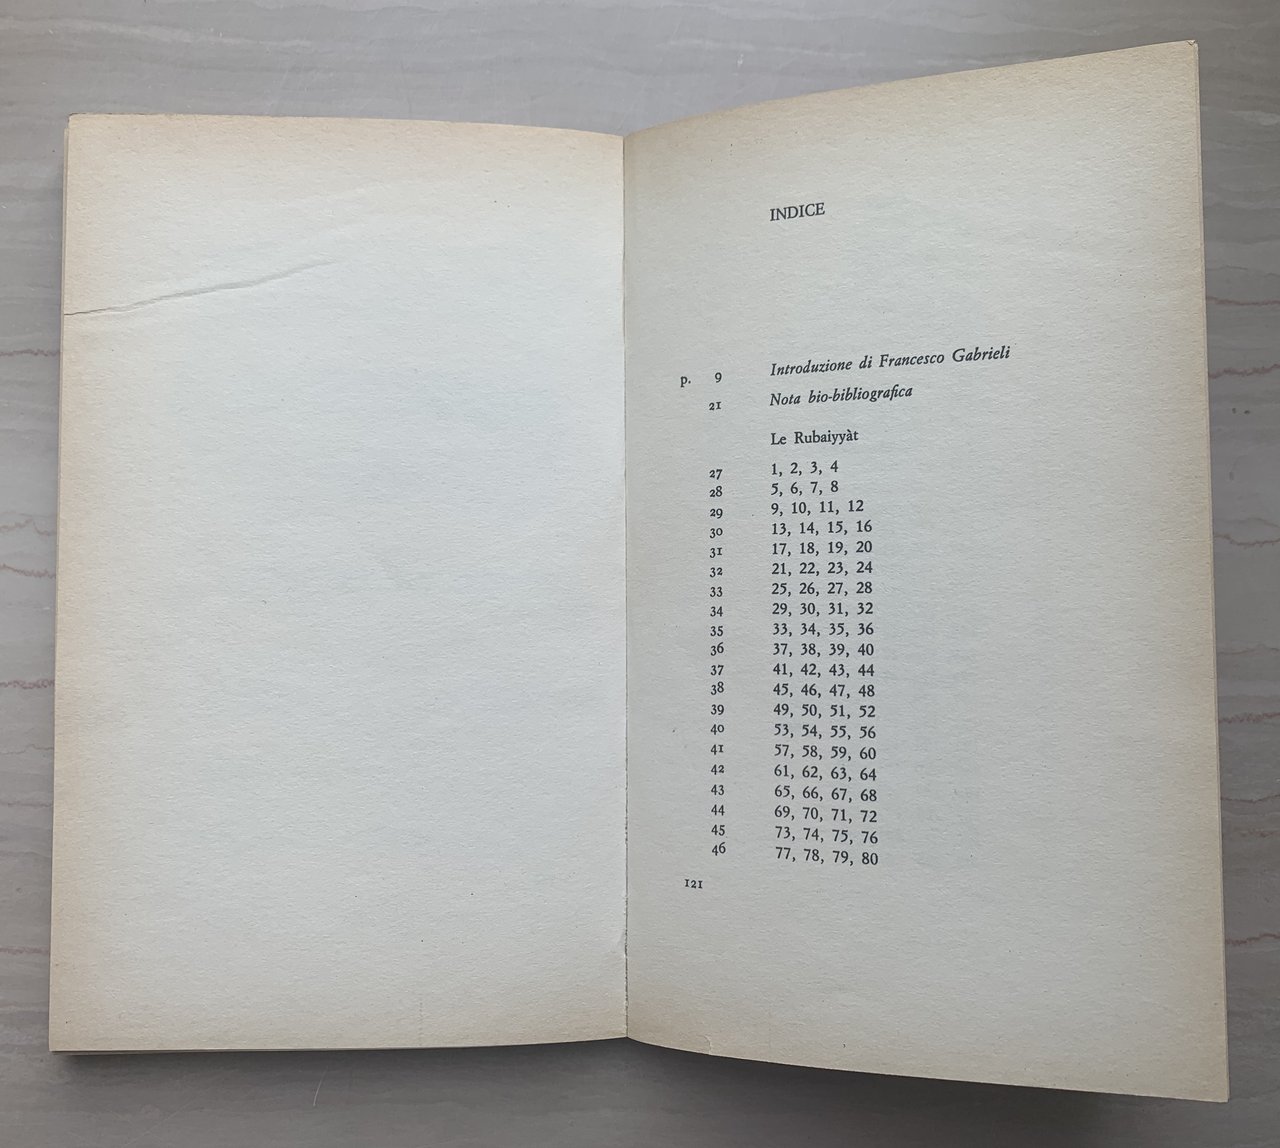 INDICE
p. 9 Introduzione di Francesco Gabrieli
21 Nota bio-bibliografica
Le Rubaiyyàt
27 1, 2, 3, 4
28 5, 6, 7, 8
29 9, 10, 11, 12
30 13, 14, 15, 16
31 17, 18, 19, 20
32 21, 22, 23, 24
33 25, 26, 27, 28
34 29, 30, 31, 32
35 33, 34, 35, 36
36 37, 38, 39, 40
37 41, 42, 43, 44
38 45, 46, 47, 48
39 49, 50, 51, 52
40 53, 54, 55, 56
41 57, 58, 59, 60
42 61, 62, 63, 64
43 65, 66, 67, 68
44 69, 70, 71, 72
45 73, 74, 75, 76
46 77, 78, 79, 80
121